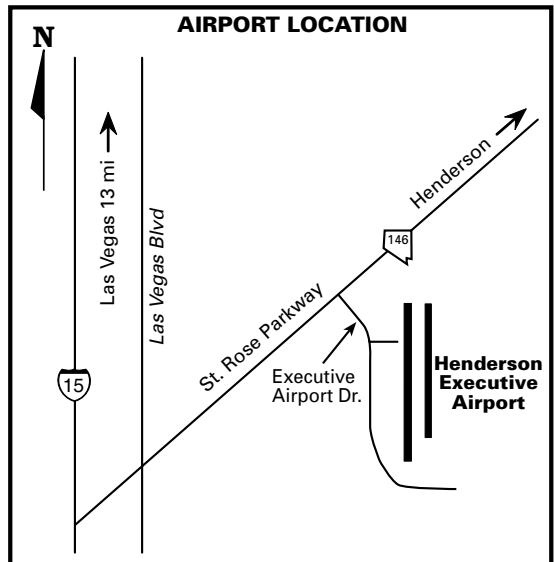 AIRPORT LOCATION
N
Las Vegas 13 mi
Las Vegas Blvd
Henderson
146
St. Rose Parkway
15
Executive
Airport Dr.
Henderson
Executive
Airport